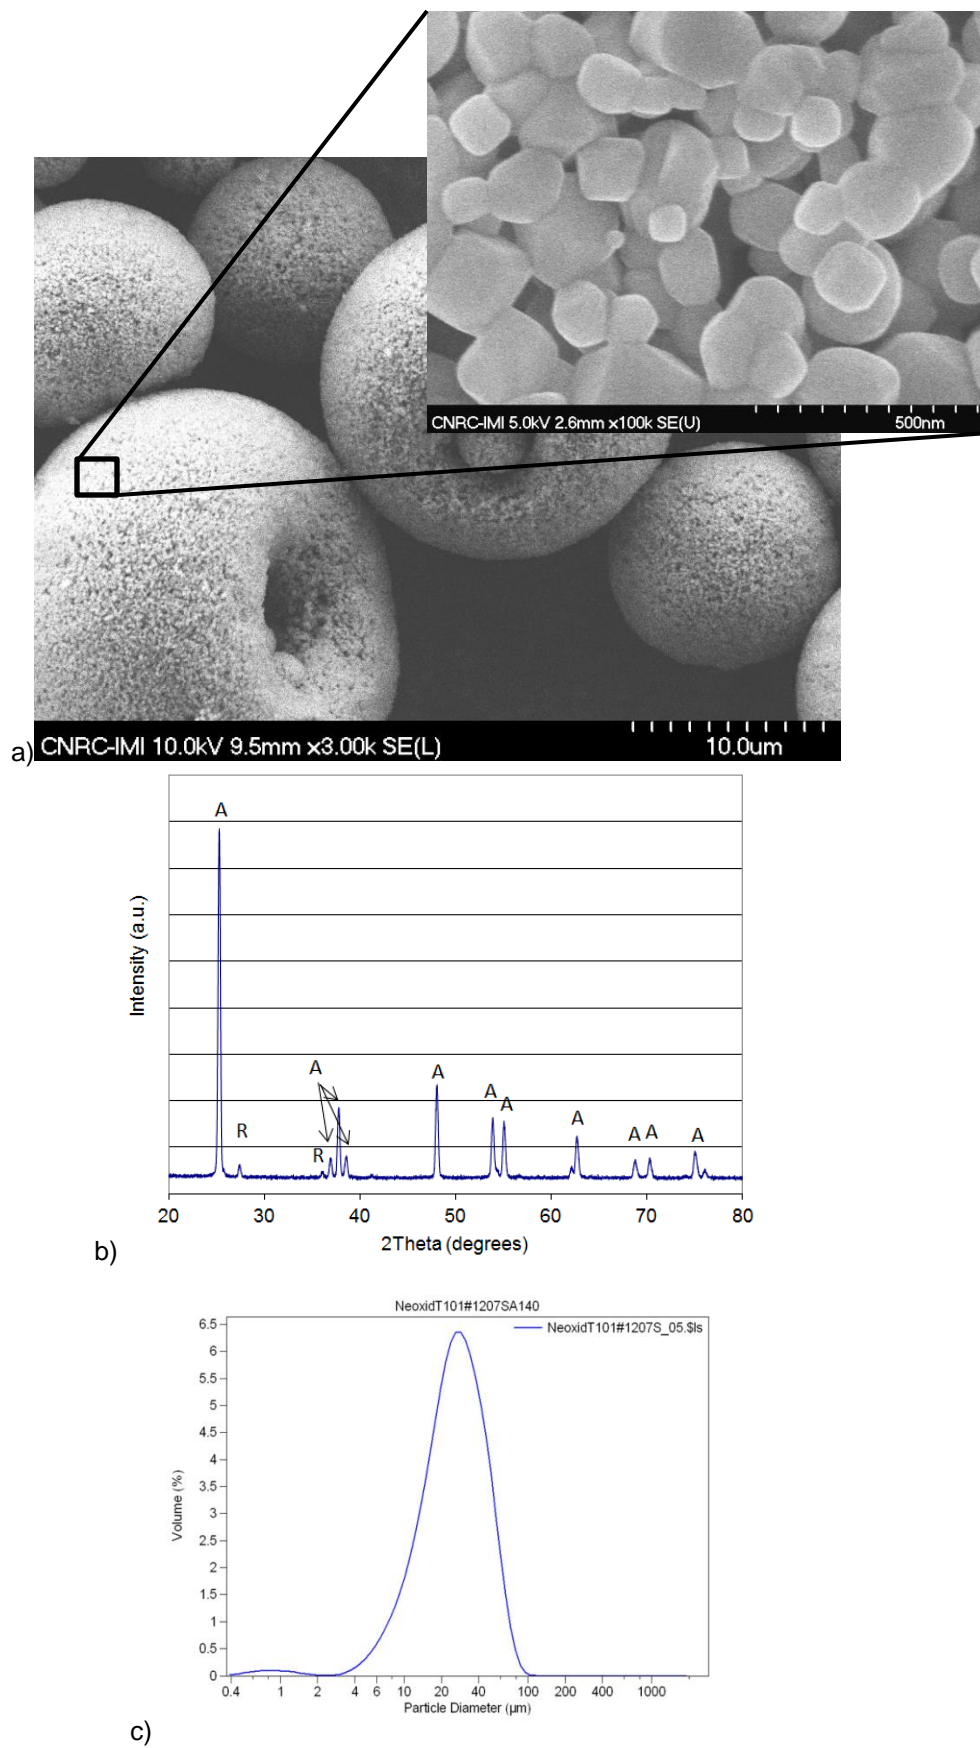 CNRC-IMI 5.0kV 2.6mm x100k SE(U) 500nm
a) CNRC-IMI 10.0kV 9.5mm x3.00k SE(L) 10.0um
A
R
A
R
A
A
A
A
A
A
A
Intensity (a.u.)
20 30 40 50 60 70 80
2Theta (degrees)
b)
NeoxidT101#1207SA140
NeoxidT101#1207S_05.$ls
6.5
6
5.5
5
4.5
4
3.5
3
2.5
2
1.5
1
0.5
0
Volume (%)
0.4 1 2 4 6 10 20 40 100 200 400 1000
Particle Diameter (µm)
c)